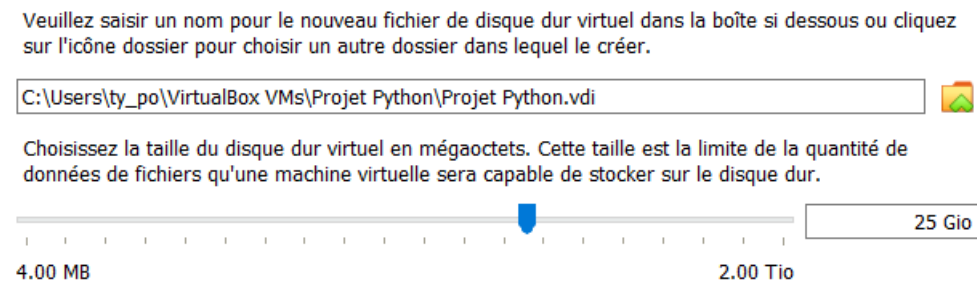 Veuillez saisir un nom pour le nouveau fichier de disque dur virtuel dans la boîte si dessous ou cliquez
sur l'icône dossier pour choisir un autre dossier dans lequel le créer.
C:\Users\ty_po\VirtualBox VMs\Projet Python\Projet Python.vdi
Choisissez la taille du disque dur virtuel en mégaoctets. Cette taille est la limite de la quantité de
données de fichiers qu'une machine virtuelle sera capable de stocker sur le disque dur.
25 Gio
4.00 MB 2.00 Tio